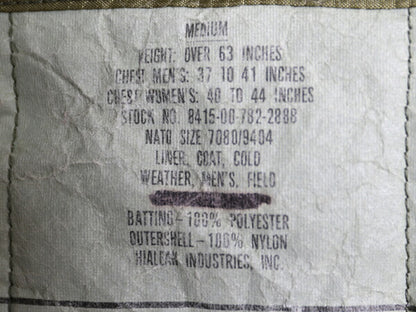 MEDIUM
HEIGHT: OVER 63 INCHES
CHEST MEN'S: 37 TO 41 INCHES
CHEST WOMEN'S: 40 TO 44 INCHES
STOCK NO. 8415-00-782-2888
NATO SIZE 7080/9404
LINER, COAT, COLD
WEATHER, MEN'S, FIELD
BATTING-100% POLYESTER
OUTERSHELL-100% NYLON
INDUSTRIES, INC.